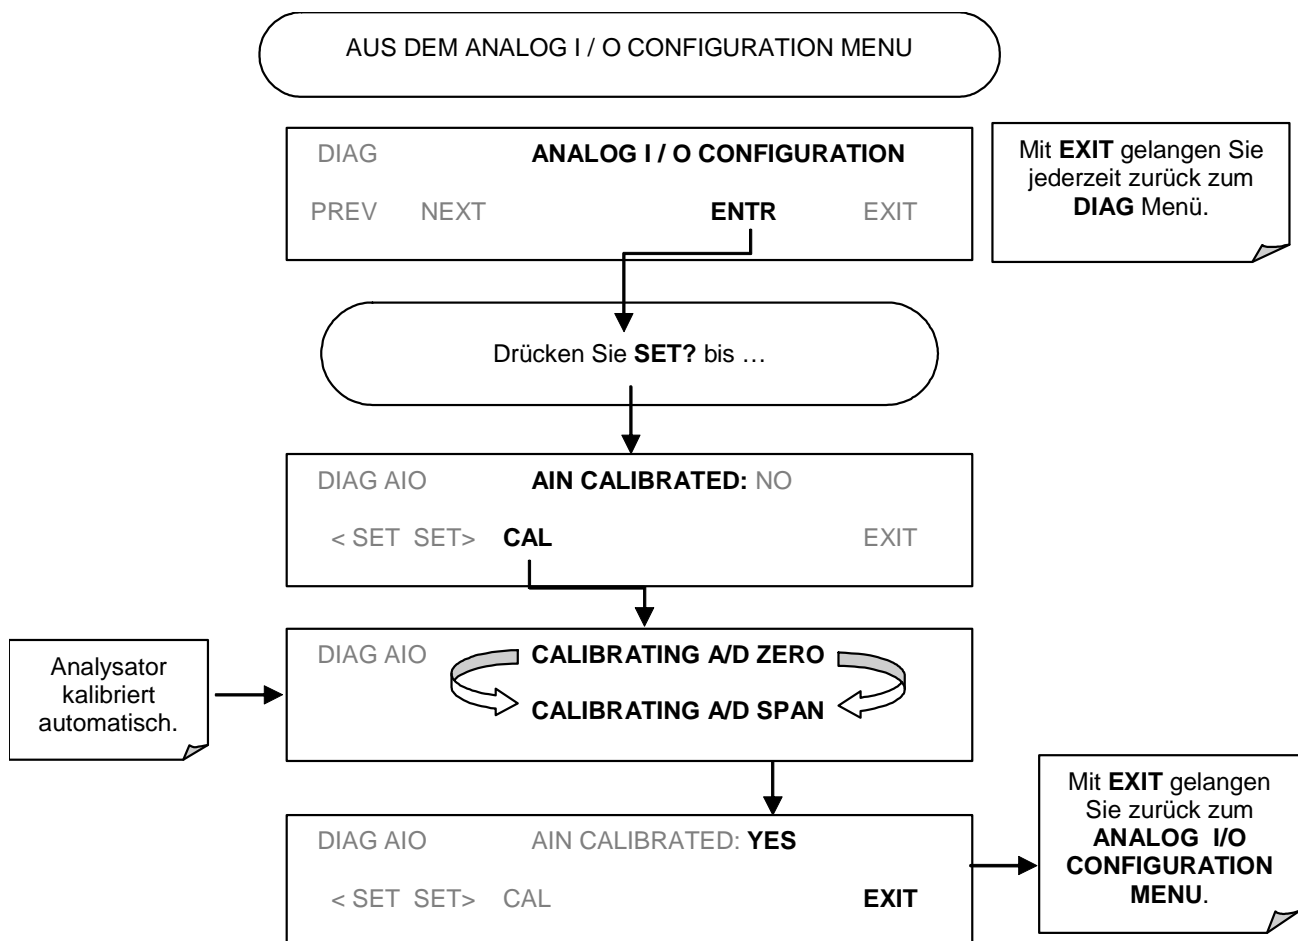 AUS DEM ANALOG I / O CONFIGURATION MENU
DIAG ANALOG I / O CONFIGURATION
PREV NEXT ENTR EXIT
Mit EXIT gelangen Sie
jederzeit zurück zum
DIAG Menü.
Drücken Sie SET? bis …
DIAG AIO AIN CALIBRATED: NO
< SET SET> CAL EXIT
Analysator
kalibriert
automatisch.
DIAG AIO CALIBRATING A/D ZERO
CALIBRATING A/D SPAN
DIAG AIO AIN CALIBRATED: YES
< SET SET> CAL EXIT
Mit EXIT gelangen
Sie zurück zum
ANALOG I/O
CONFIGURATION
MENU.